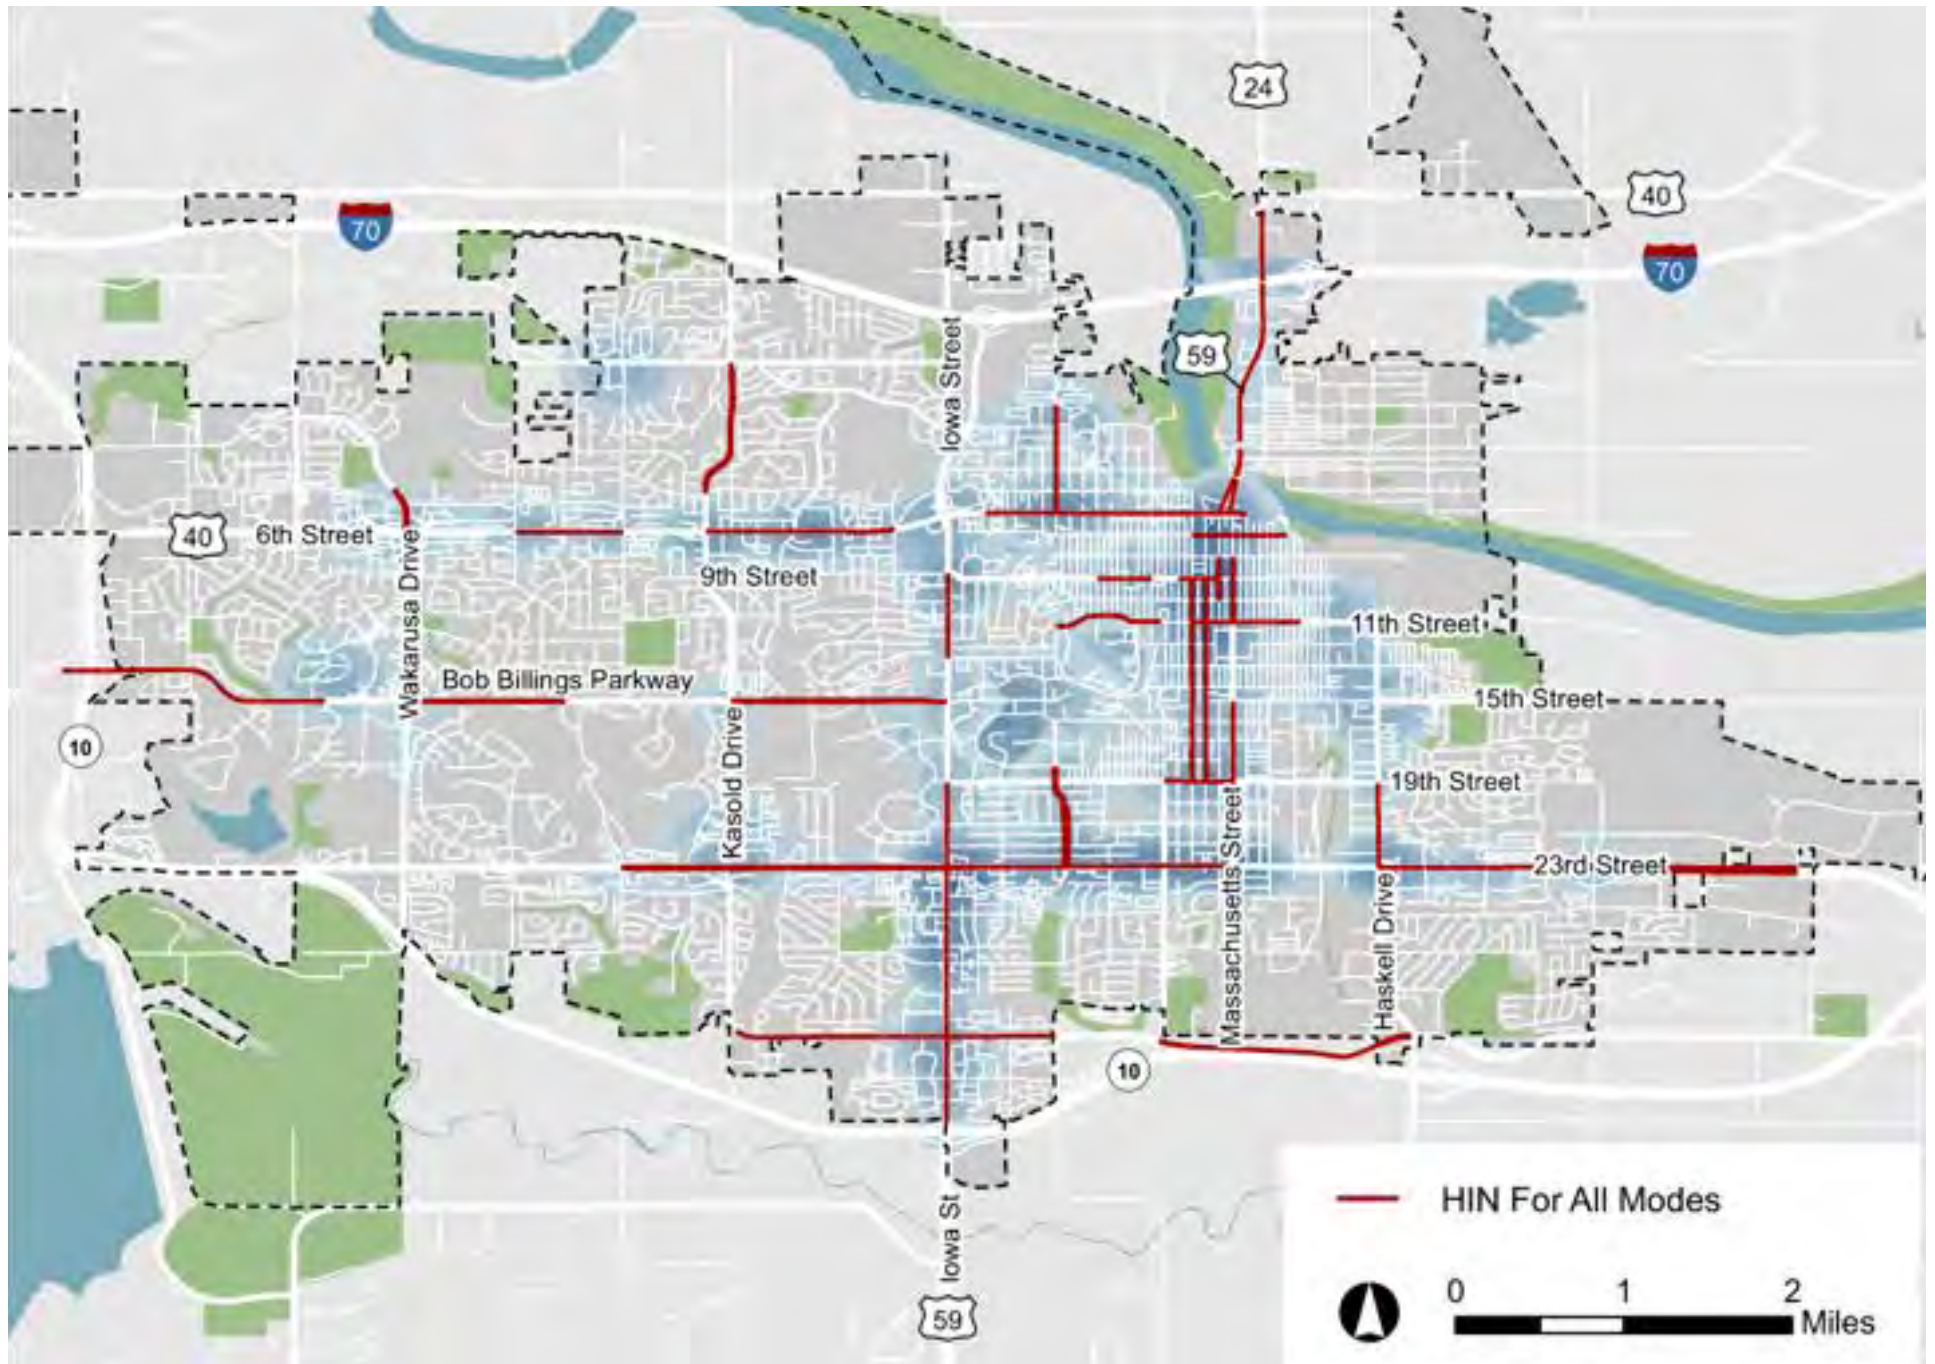 24
40
70
70
59
Iowa Street
40
6th Street
Wakarusa Drive
9th Street
11th Street
Bob Billings Parkway
15th Street
10
Kasold Drive
19th Street
Massachusetts Street
23rd Street
Haskell Drive
10
HIN For All Modes
Iowa St
59
0 1 2
Miles